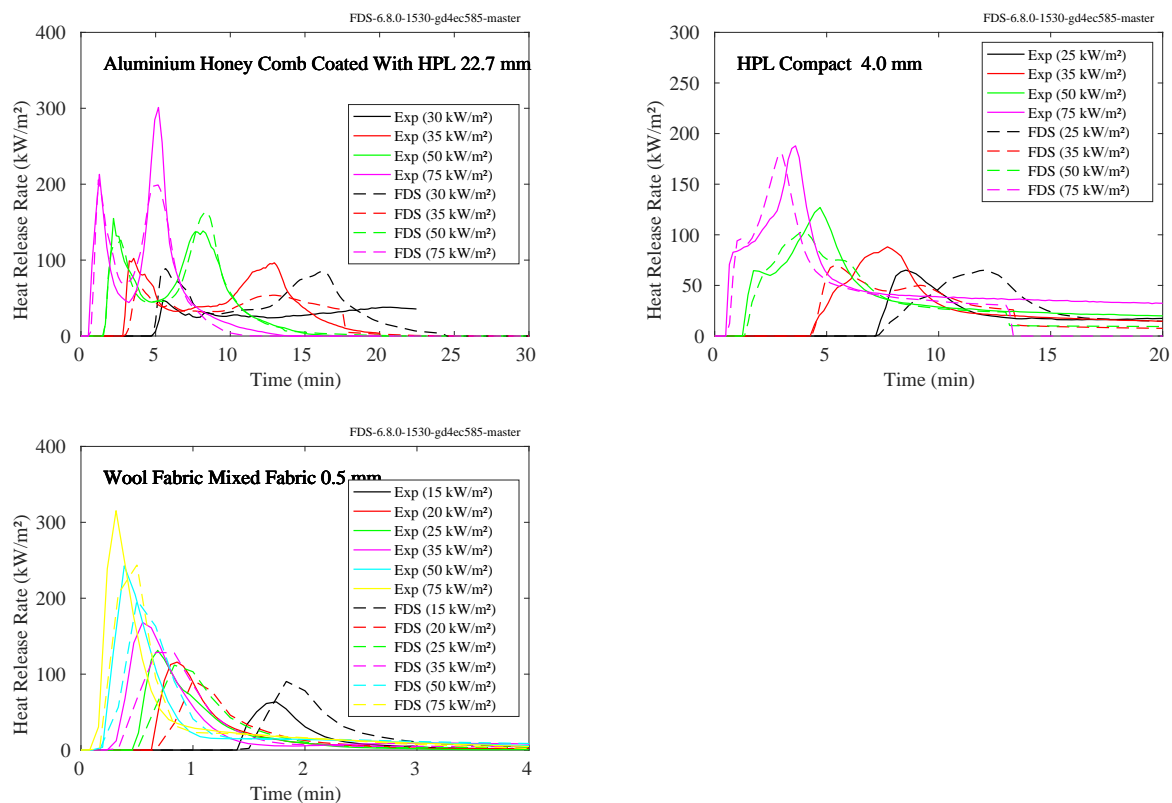 FDS-6.8.0-1530-gd4ec585-master
Aluminium Honey Comb Coated With HPL 22.7 mm
Heat Release Rate (kW/m²)
400
300
200
100
0
Exp (30 kW/m²)
Exp (35 kW/m²)
Exp (50 kW/m²)
Exp (75 kW/m²)
FDS (30 kW/m²)
FDS (35 kW/m²)
FDS (50 kW/m²)
FDS (75 kW/m²)
0 5 10 15 20 25 30
Time (min)
FDS-6.8.0-1530-gd4ec585-master
HPL Compact 4.0 mm
Heat Release Rate (kW/m²)
300
250
200
150
100
50
0
Exp (25 kW/m²)
Exp (35 kW/m²)
Exp (50 kW/m²)
Exp (75 kW/m²)
FDS (25 kW/m²)
FDS (35 kW/m²)
FDS (50 kW/m²)
FDS (75 kW/m²)
0 5 10 15 20
Time (min)
FDS-6.8.0-1530-gd4ec585-master
Wool Fabric Mixed Fabric 0.5 mm
Heat Release Rate (kW/m²)
400
300
200
100
0
Exp (15 kW/m²)
Exp (20 kW/m²)
Exp (25 kW/m²)
Exp (35 kW/m²)
Exp (50 kW/m²)
Exp (75 kW/m²)
FDS (15 kW/m²)
FDS (20 kW/m²)
FDS (25 kW/m²)
FDS (35 kW/m²)
FDS (50 kW/m²)
FDS (75 kW/m²)
0 1 2 3 4
Time (min)